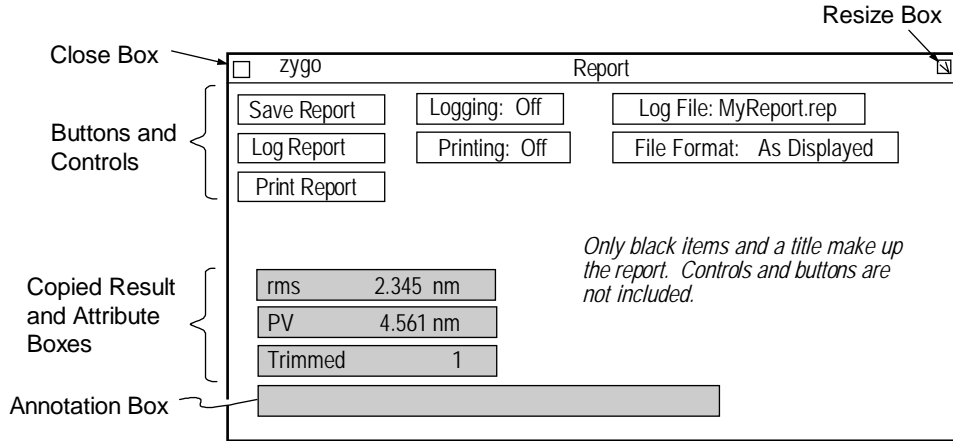 Resize Box
Close Box
zygo Report
Buttons and
Controls
Save Report Logging: Off Log File: MyReport.rep
Log Report Printing: Off File Format: As Displayed
Print Report
Only black items and a title make up
the report. Controls and buttons are
not included.
Copied Result
and Attribute
Boxes
rms 2.345 nm
PV 4.561 nm
Trimmed 1
Annotation Box